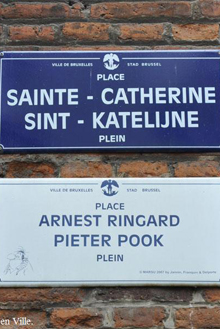 VILLE DE BRUXELLES STAD BRUSSEL
PLACE
SAINTE - CATHERINE
SINT - KATELIJNE
PLEIN
VILLE DE BRUXELLES STAD BRUSSEL
PLACE
ARNEST RINGARD
PIETER POOK
PLEIN
en Ville.